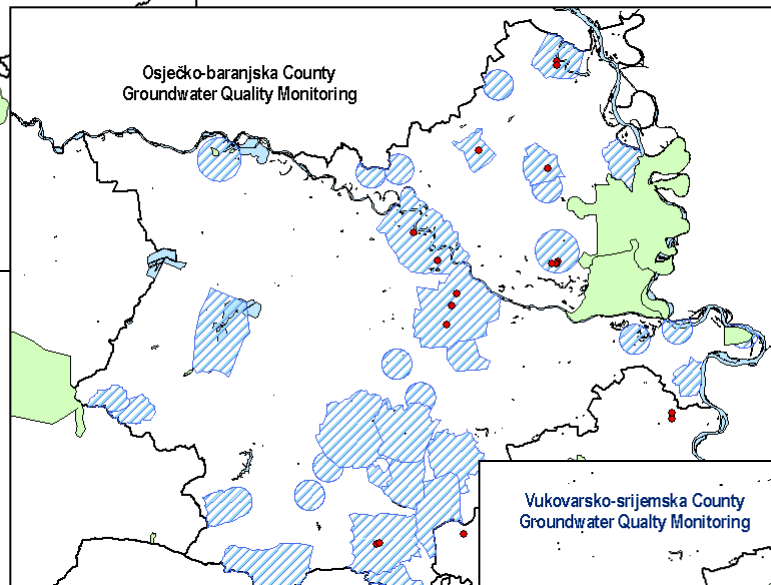 Osječko-baranjska County
Groundwater Quality Monitoring
Vukovarsko-srijemska County
Groundwater Qualty Monitoring